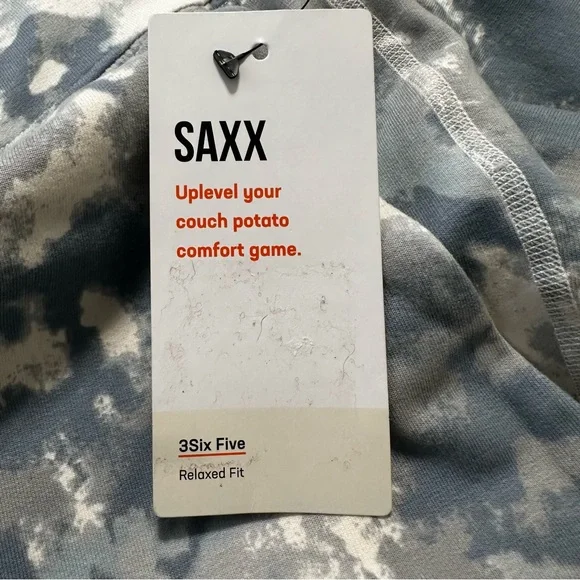 SAXX
Uplevel your
couch potato
comfort game.
3Six Five
Relaxed Fit